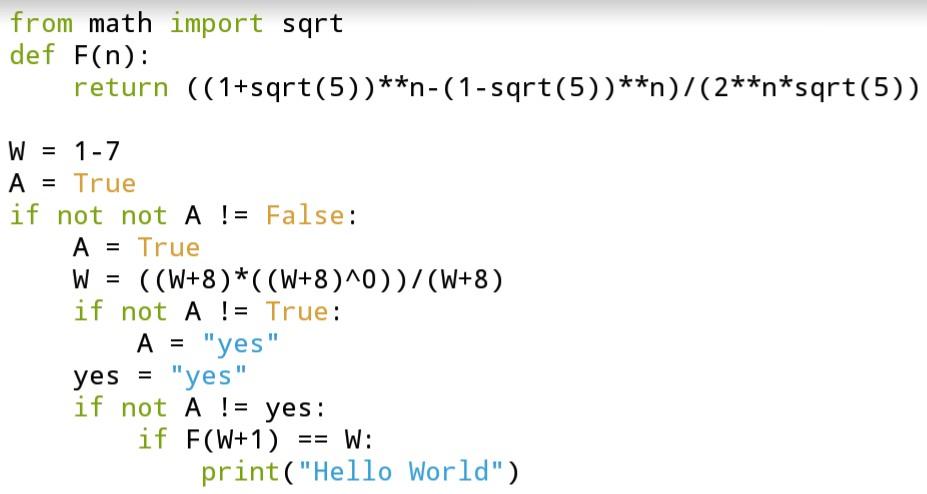 from math import sqrt
def F(n):
    return ((1+sqrt(5))**n-(1-sqrt(5))**n)/(2**n*sqrt(5))

W = 1-7
A = True
if not not A != False:
    A = True
    W = ((W+8)*((W+8)^0))/(W+8)
    if not A != True:
        A = "yes"
    yes = "yes"
    if not A != yes:
        if F(W+1) == W:
            print("Hello World")